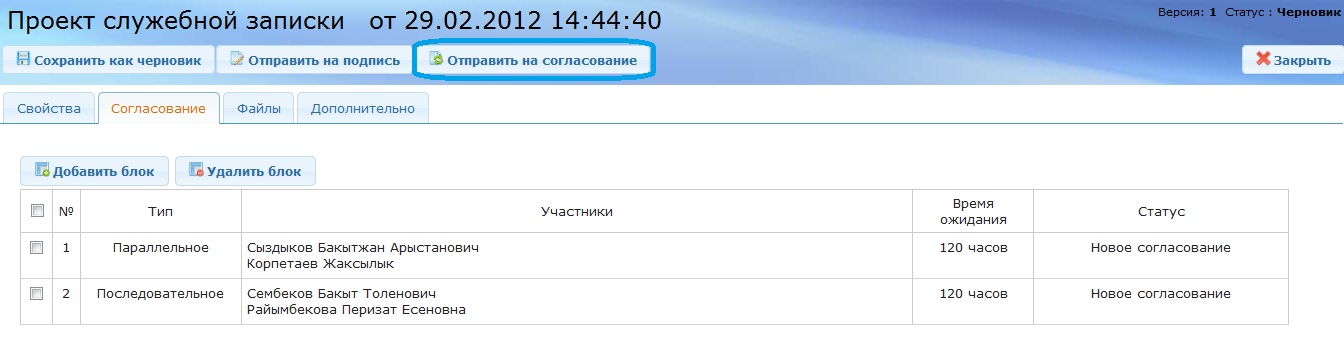 Проект служебной записки от 29.02.2012 14:44:40
Версия: 1 Статус : Черновик
Сохранить как черновик Отправить на подпись Отправить на согласование Закрыть
Свойства Согласование Файлы Дополнительно
Добавить блок Удалить блок
№ Тип Участники Время ожидания Статус
1 Параллельное Сыздыков Бакытжан Арыстанович 120 часов Новое согласование
Корпетаев Жаксылык
2 Последовательное Сембеков Бакыт Толенович 120 часов Новое согласование
Райымбекова Перизат Есеновна